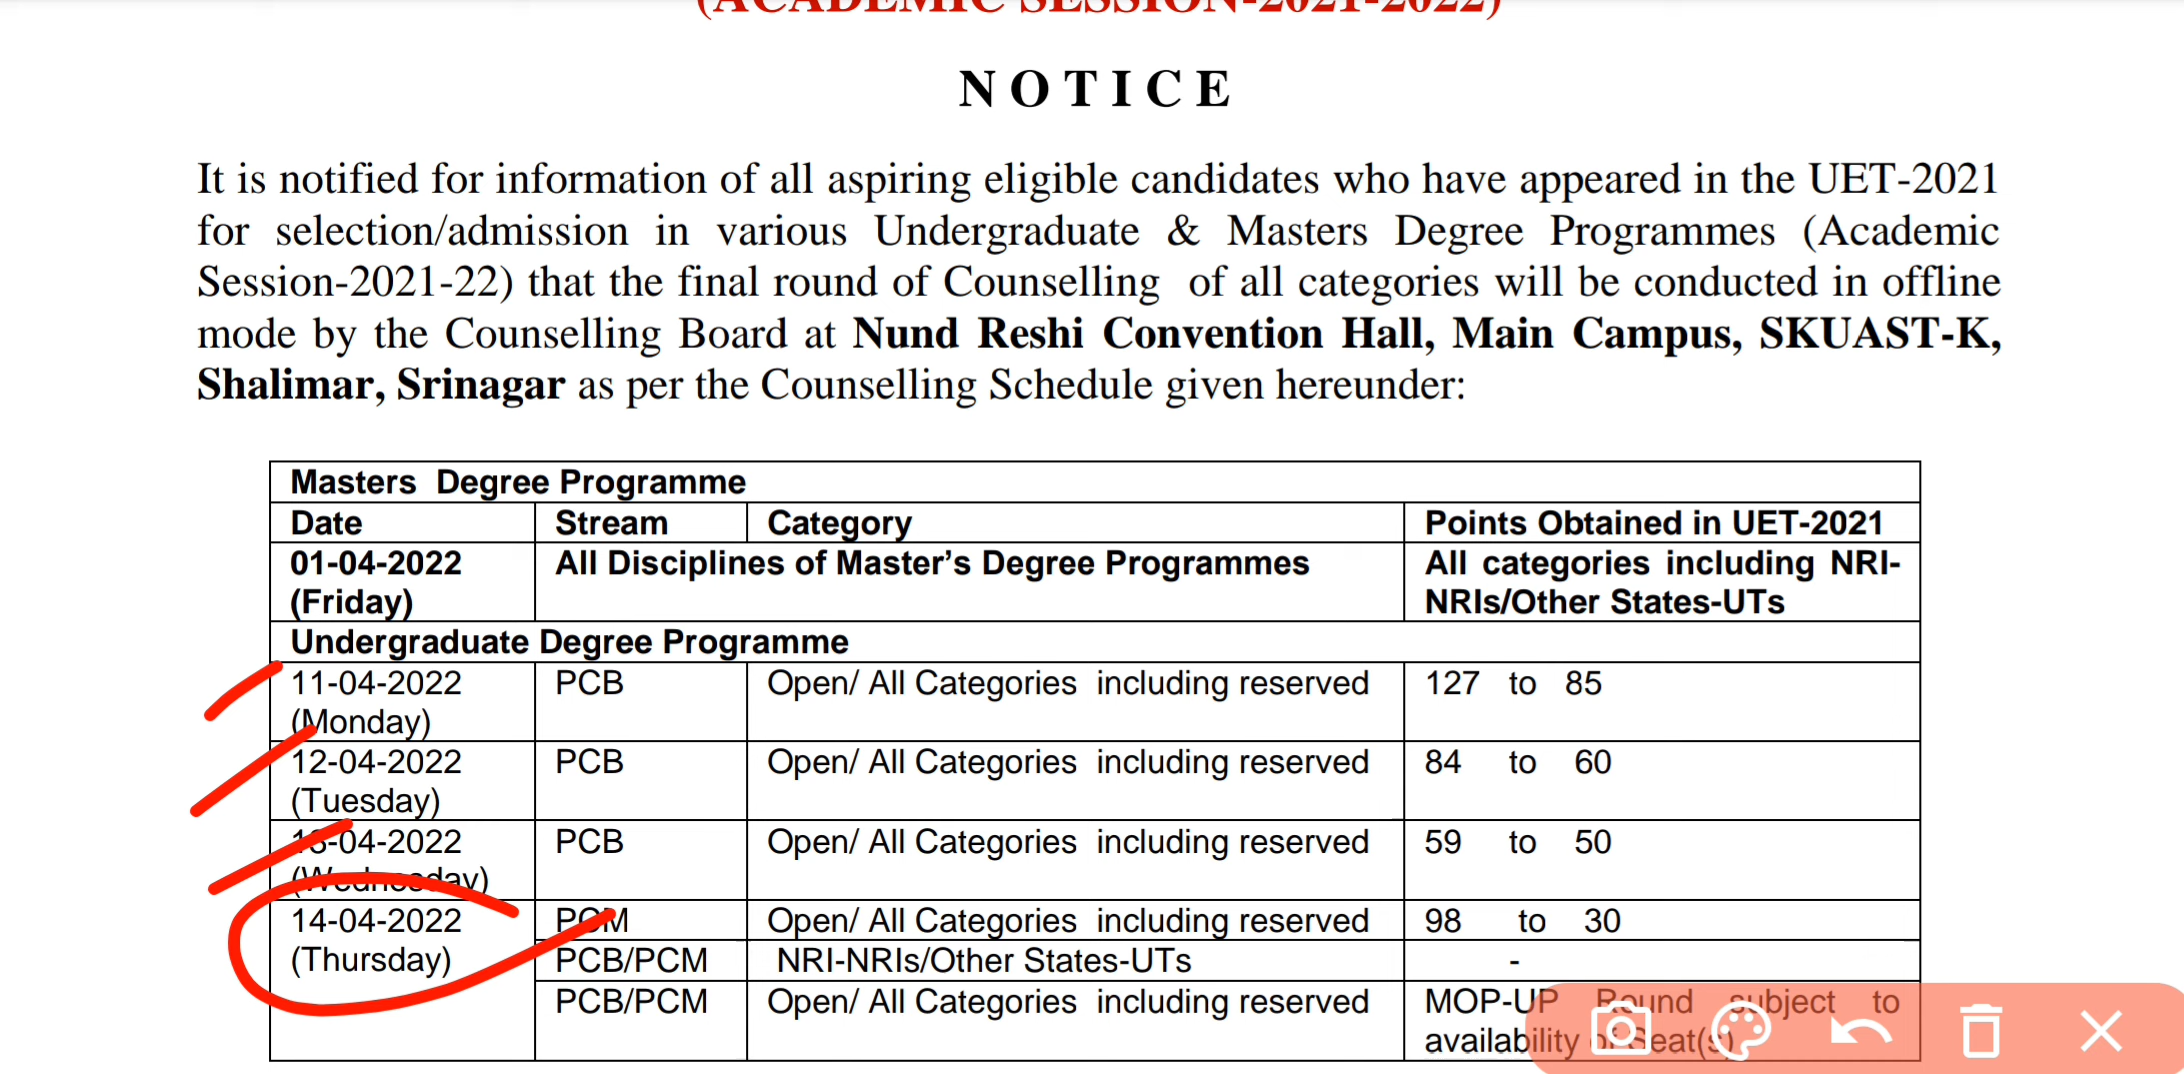 (ACADEMIC SESSION-2021-2022)
NOTICE
It is notified for information of all aspiring eligible candidates who have appeared in the UET-2021
for selection/admission in various Undergraduate & Masters Degree Programmes (Academic
Session-2021-22) that the final round of Counselling of all categories will be conducted in offline
mode by the Counselling Board at Nund Reshi Convention Hall, Main Campus, SKUAST-K,
Shalimar, Srinagar as per the Counselling Schedule given hereunder:
Masters Degree Programme
Date Stream Category Points Obtained in UET-2021
01-04-2022 All Disciplines of Master's Degree Programmes All categories including NRI-
(Friday) NRIs/Other States-UTs
Undergraduate Degree Programme
11-04-2022 PCB Open/ All Categories including reserved 127 to 85
(Monday)
12-04-2022 PCB Open/ All Categories including reserved 84 to 60
(Tuesday)
13-04-2022 PCB Open/ All Categories including reserved 59 to 50
(Wednesday)
14-04-2022 PCM Open/ All Categories including reserved 98 to 30
(Thursday) PCB/PCM NRI-NRIs/Other States-UTs -
PCB/PCM Open/ All Categories including reserved MOP-UP Round subject to
availability of Seat(s)